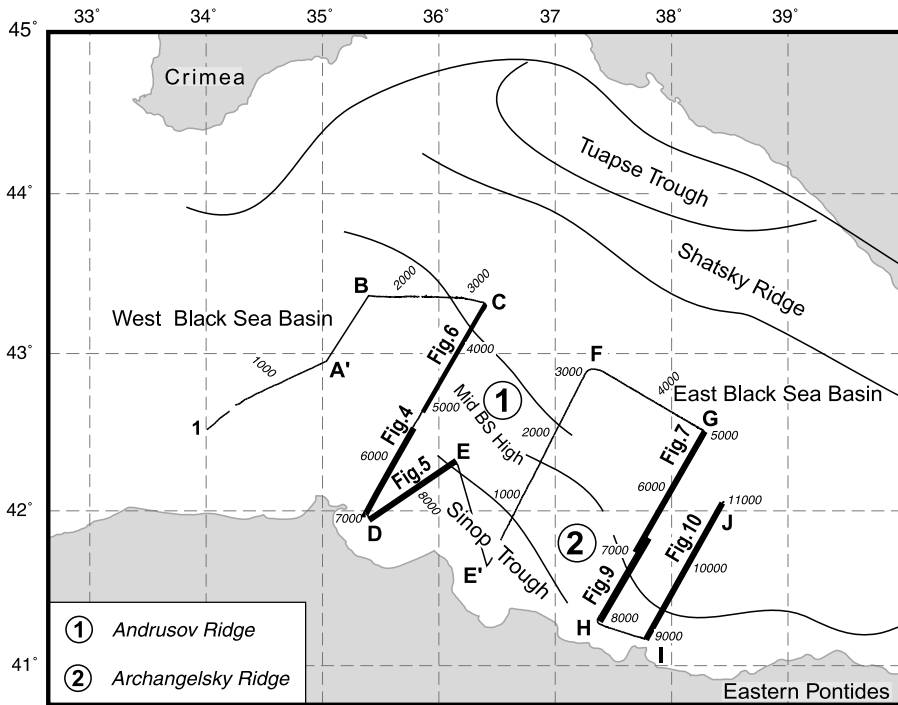 33° 34° 35° 36° 37° 38° 39°
45°
Crimea
Tuapse Trough
44°
Shatsky Ridge
B 2000 3000 C
West Black Sea Basin
Fig.6
43°
1000 A' 4000 F
3000 4000
East Black Sea Basin
1
Mid BS High
5000
1
Fig.4
2000
G
5000
Fig.7
6000 Fig.5 E
8000
1000
6000
42°
7000 D
Sinop Trough
11000
J
Fig.10
2
7000
10000
E'
Fig.9
H 8000
9000
I
41°
1 Andrusov Ridge
2 Archangelsky Ridge
Eastern Pontides